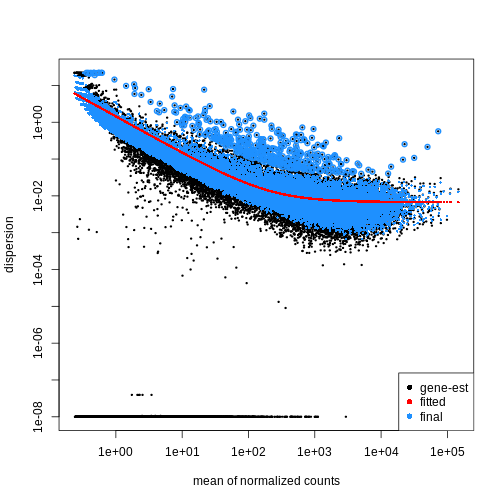 1e+00
1e-02
1e-04
1e-06
1e-08
dispersion
gene-est
fitted
final
1e+00 1e+01 1e+02 1e+03 1e+04 1e+05
mean of normalized counts